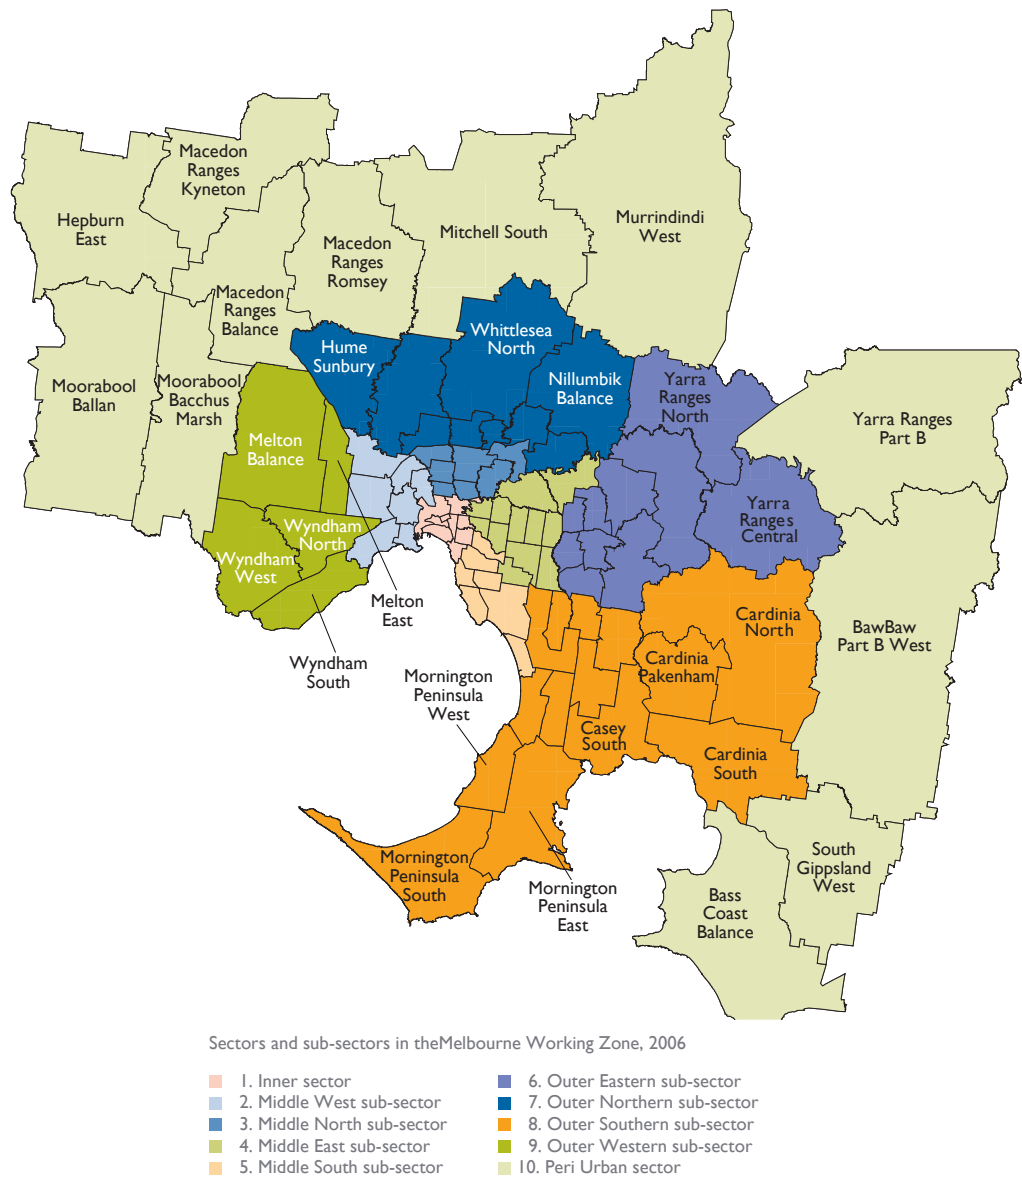 Macedon
Ranges
Kyneton
Hepburn
East
Macedon
Ranges
Romsey
Mitchell South
Murrindindi
West
Macedon
Ranges
Balance
Hume
Sunbury
Whittlesea
North
Nillumbik
Balance
Yarra
Ranges
North
Moorabool
Ballan
Moorabool
Bacchus
Marsh
Yarra Ranges
Part B
Melton
Balance
Yarra
Ranges
Central
Wyndham
North
Wyndham
West
Melton
East
Wyndham
South
Cardinia
North
BawBaw
Part B West
Cardinia
Pakenham
Mornington
Peninsula
West
Casey
South
Cardinia
South
Mornington
Peninsula
South
Mornington
Peninsula
East
South
Gippsland
West
Bass
Coast
Balance
Sectors and sub-sectors in theMelbourne Working Zone, 2006
1. Inner sector
2. Middle West sub-sector
3. Middle North sub-sector
4. Middle East sub-sector
5. Middle South sub-sector
6. Outer Eastern sub-sector
7. Outer Northern sub-sector
8. Outer Southern sub-sector
9. Outer Western sub-sector
10. Peri Urban sector